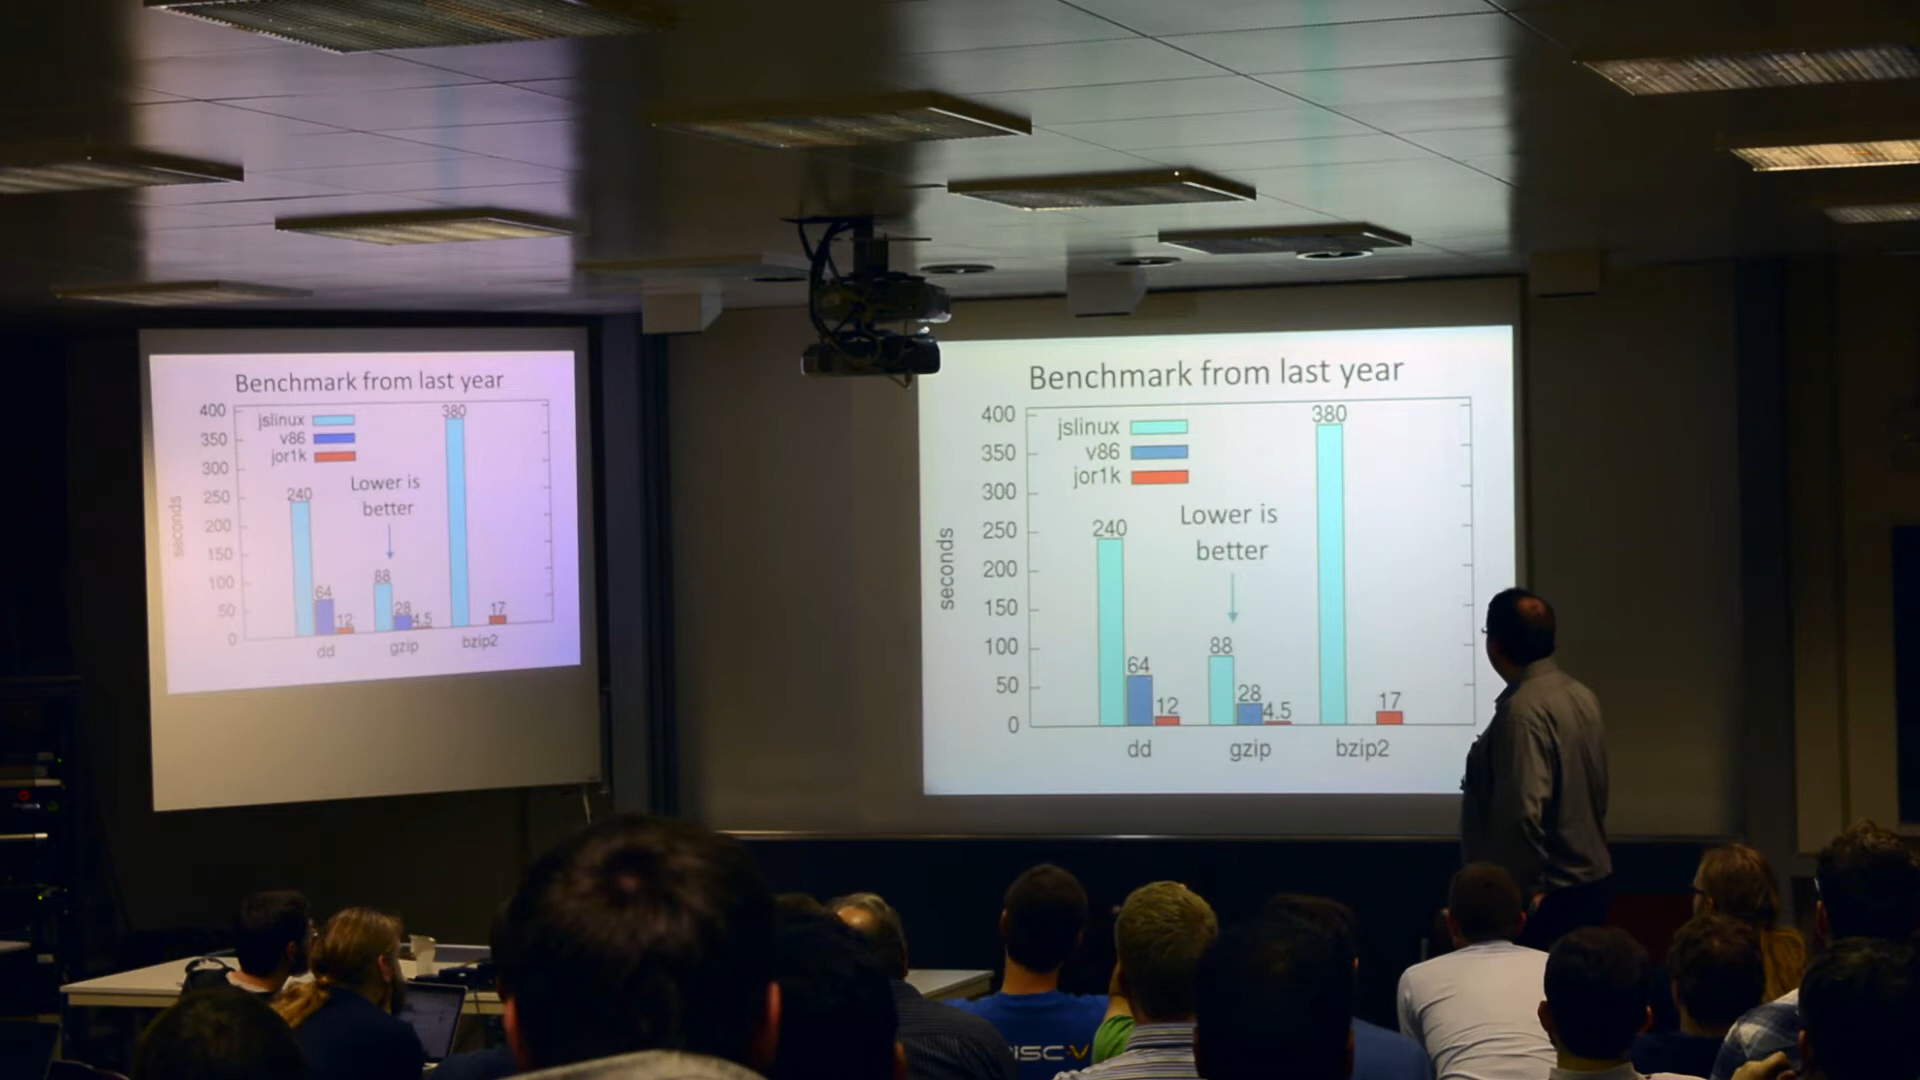 Benchmark from last year
400
350
300
250
200
150
100
50
0
seconds
jslinux
v86
jor1k
Lower is
better
240
64
12
88
28
4.5
380
17
dd
gzip
bzip2
Benchmark from last year
400
350
300
250
200
150
100
50
0
seconds
jslinux
v86
jor1k
Lower is
better
240
64
12
88
28
4.5
380
17
dd
gzip
bzip2
ISC-V